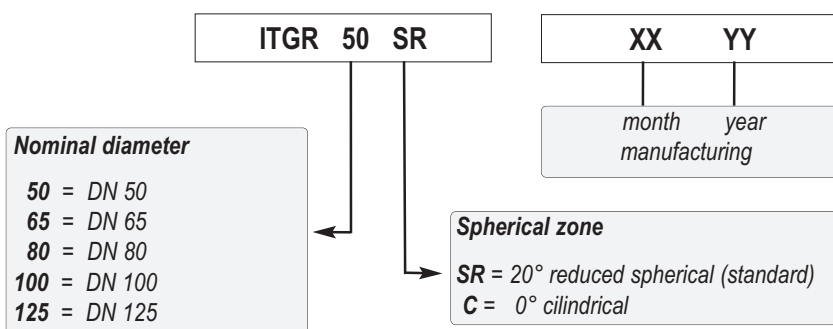 ITGR 50 SR
XX YY
month year
manufacturing
Nominal diameter
50 = DN 50
65 = DN 65
80 = DN 80
100 = DN 100
125 = DN 125
Spherical zone
SR = 20° reduced spherical (standard)
C = 0° cilindrical